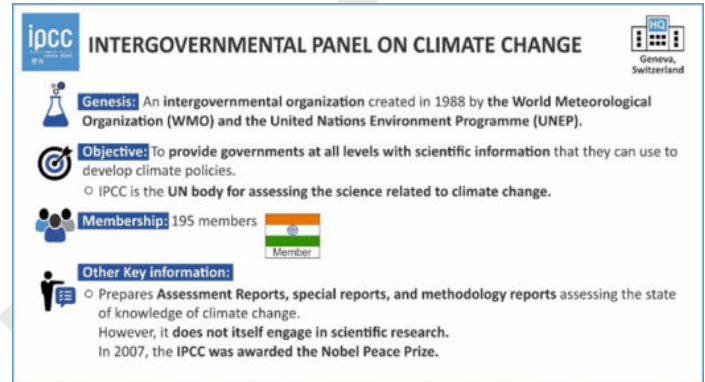 ipcc
INTERGOVERNMENTAL PANEL ON CLIMATE CHANGE
HQ
Geneva,
Switzerland
Genesis: An intergovernmental organization created in 1988 by the World Meteorological
Organization (WMO) and the United Nations Environment Programme (UNEP).
Objective: To provide governments at all levels with scientific information that they can use to
develop climate policies.
○ IPCC is the UN body for assessing the science related to climate change.
Membership: 195 members
Member
Other Key information:
○ Prepares Assessment Reports, special reports, and methodology reports assessing the state
of knowledge of climate change.
However, it does not itself engage in scientific research.
In 2007, the IPCC was awarded the Nobel Peace Prize.